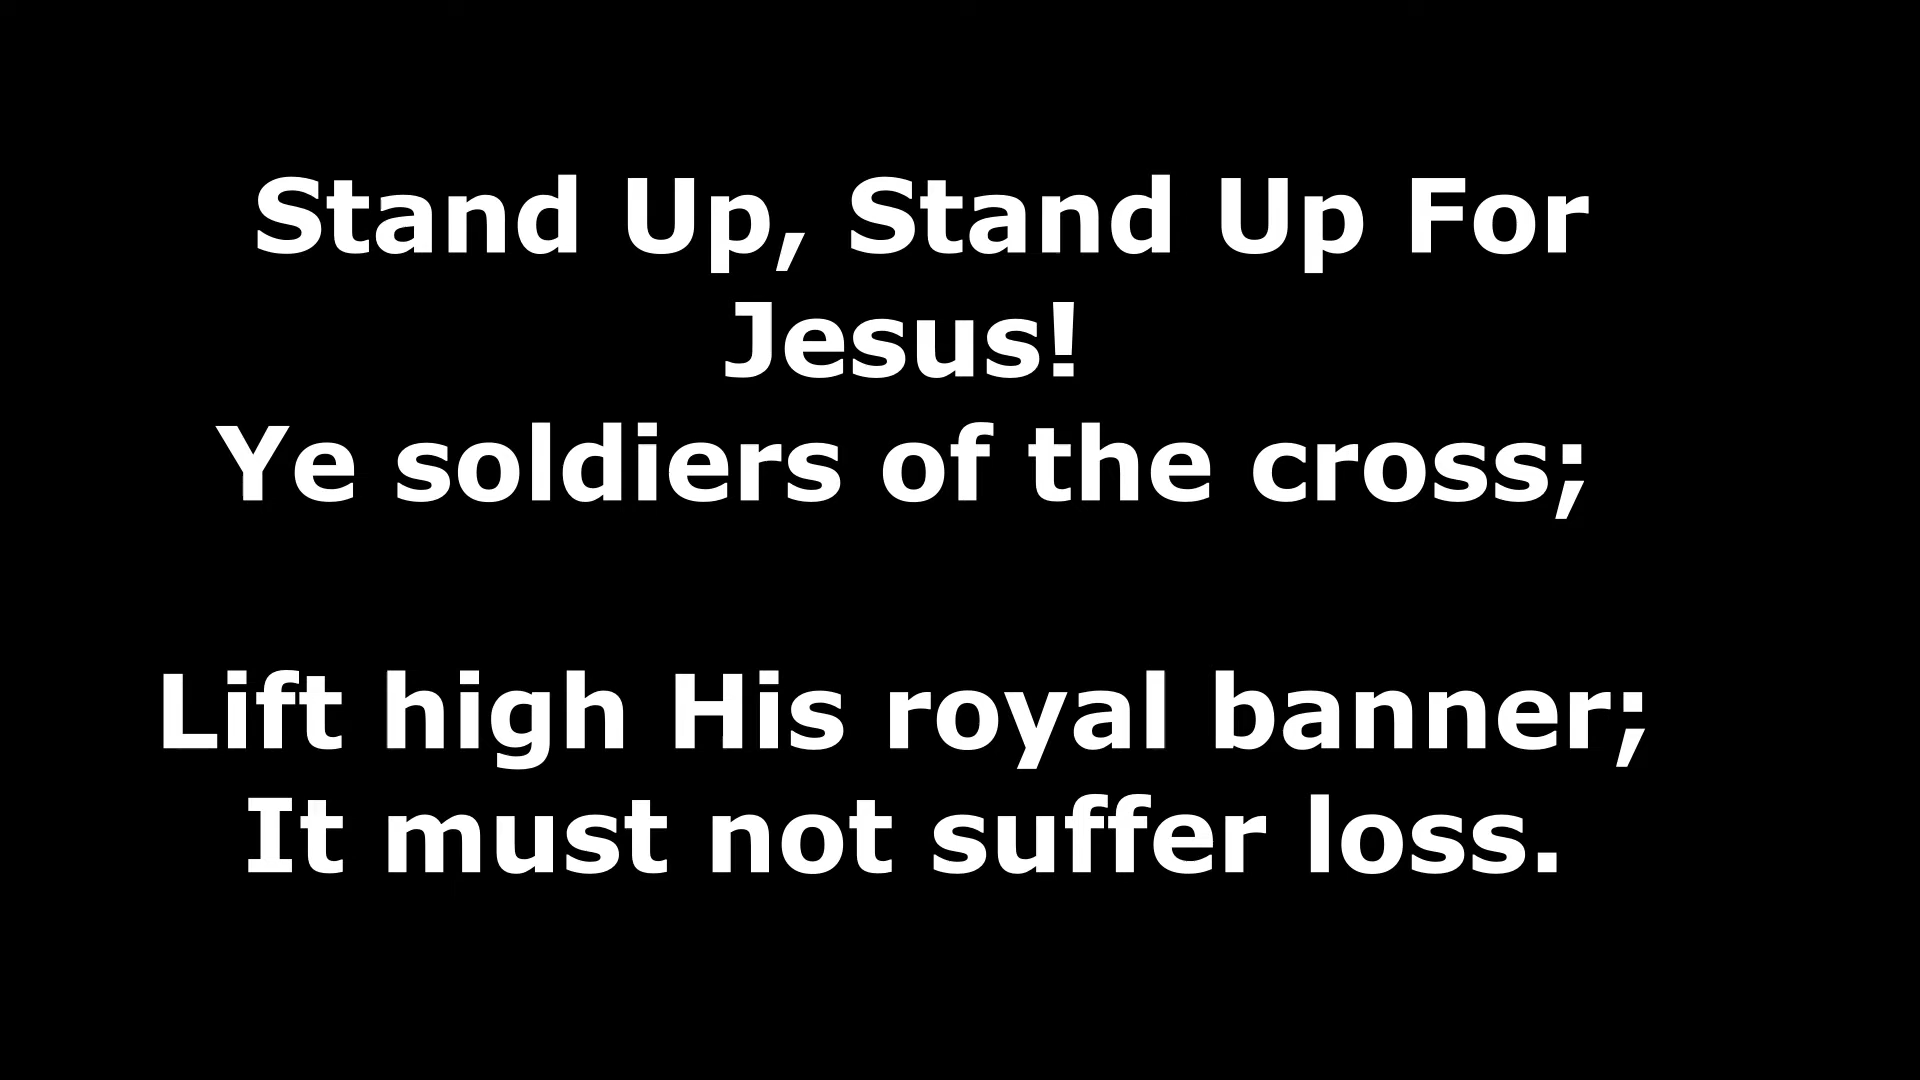 Stand Up, Stand Up For
Jesus!
Ye soldiers of the cross;
Lift high His royal banner;
It must not suffer loss.